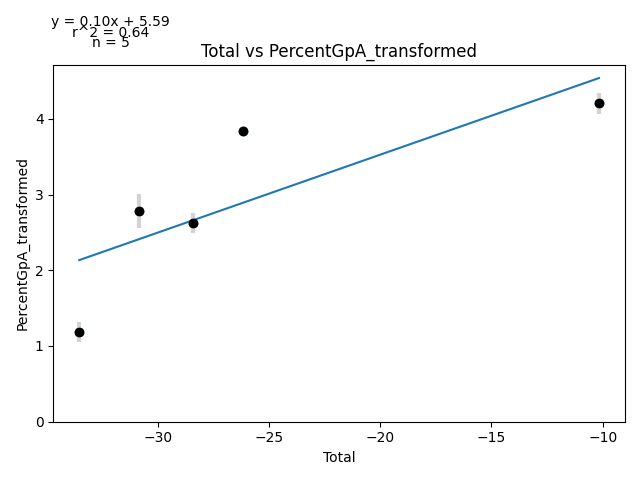 y = 0.10x + 5.59
r^2 = 0.64
n = 5
Total vs PercentGpA_transformed
PercentGpA_transformed
4
3
2
1
0
−30
−25
−20
−15
−10
Total